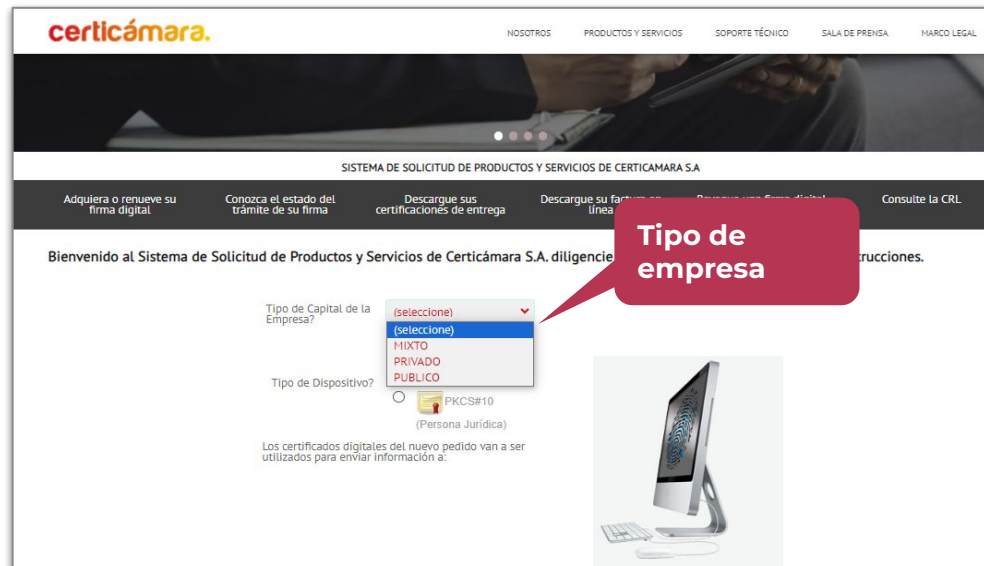 certicámara.
NOSOTROS PRODUCTOS Y SERVICIOS SOPORTE TÉCNICO SALA DE PRENSA MARCO LEGAL
SISTEMA DE SOLICITUD DE PRODUCTOS Y SERVICIOS DE CERTICAMARA S.A
Adquiera o renueve su
firma digital
Conozca el estado del
trámite de su firma
Descargue sus
certificaciones de entrega
Descargue su factura en
línea
Consulte la CRL
Tipo de
empresa
Bienvenido al Sistema de Solicitud de Productos y Servicios de Certicámara S.A. diligencie
Tipo de Capital de la
Empresa?
(seleccione)
(seleccione)
MIXTO
PRIVADO
PUBLICO
Tipo de Dispositivo?
PKCS#10
(Persona Jurídica)
Los certificados digitales del nuevo pedido van a ser
utilizados para enviar información a: